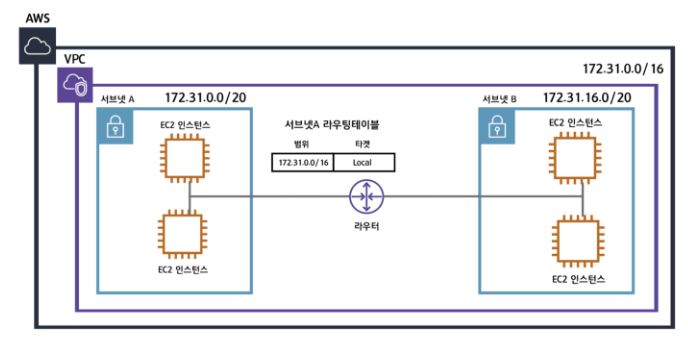 AWS
VPC
172.31.0.0/16
서브넷 A 172.31.0.0/20
서브넷 B 172.31.16.0/20
EC2 인스턴스
서브넷A 라우팅테이블
EC2 인스턴스
범위 타겟
172.31.0.0/16 Local
라우터
EC2 인스턴스
EC2 인스턴스